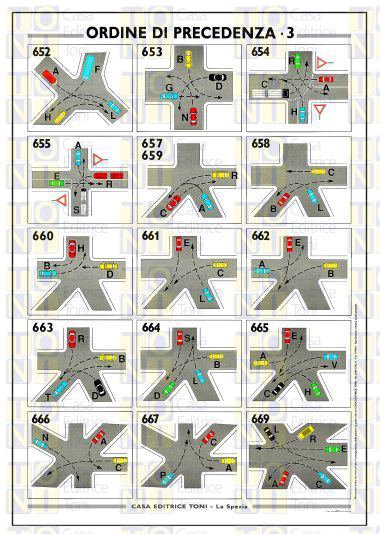 ORDINE DI PRECEDENZA · 3
652
A
F
H
L
653
B
G
D
N
654
R
A
C
H
655
A
E
R
S
657
659
R
C
A
658
C
B
L
660
H
B
D
661
E
C
L
662
E
A
B
663
R
B
T
D
664
S
B
D
L
665
E
A
V
C
H
666
N
A
C
667
C
A
P
669
L
R
E
A
C
CASA EDITRICE TONI - La Spezia